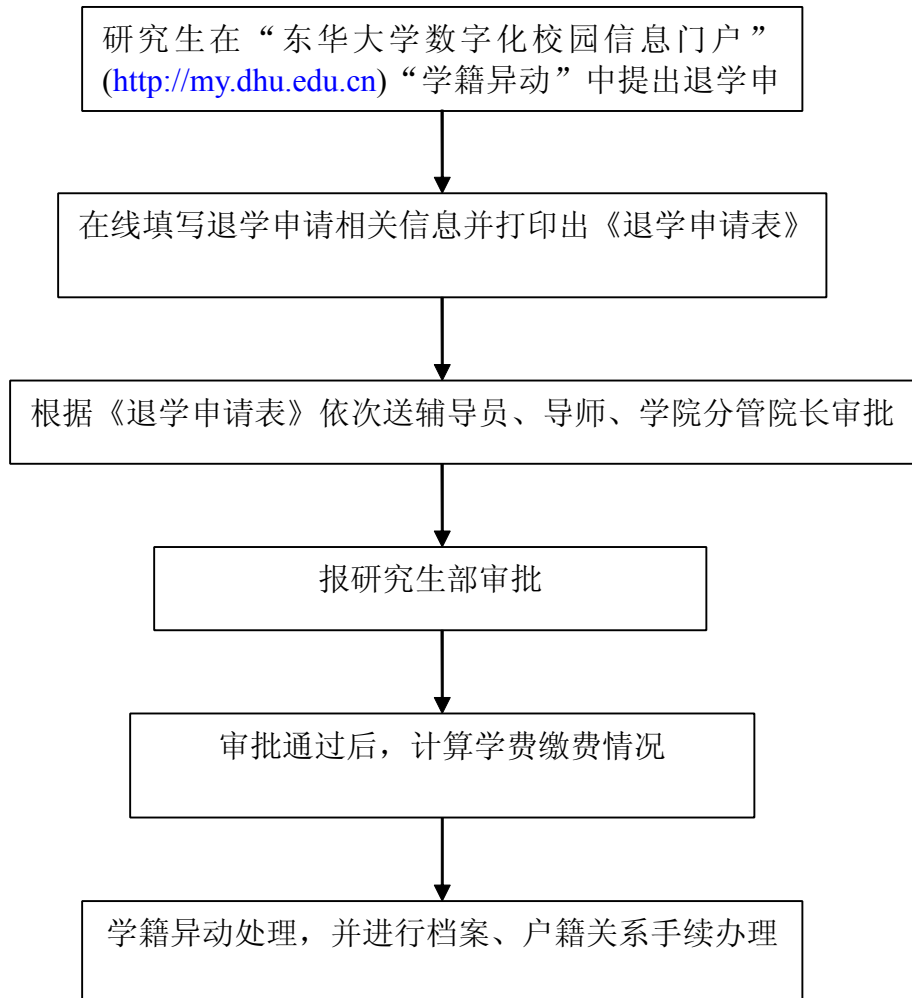 研究生在“东华大学数字化校园信息门户”
(http://my.dhu.edu.cn)“学籍异动”中提出退学申
在线填写退学申请相关信息并打印出《退学申请表》
根据《退学申请表》依次送辅导员、导师、学院分管院长审批
报研究生部审批
审批通过后，计算学费缴费情况
学籍异动处理，并进行档案、户籍关系手续办理